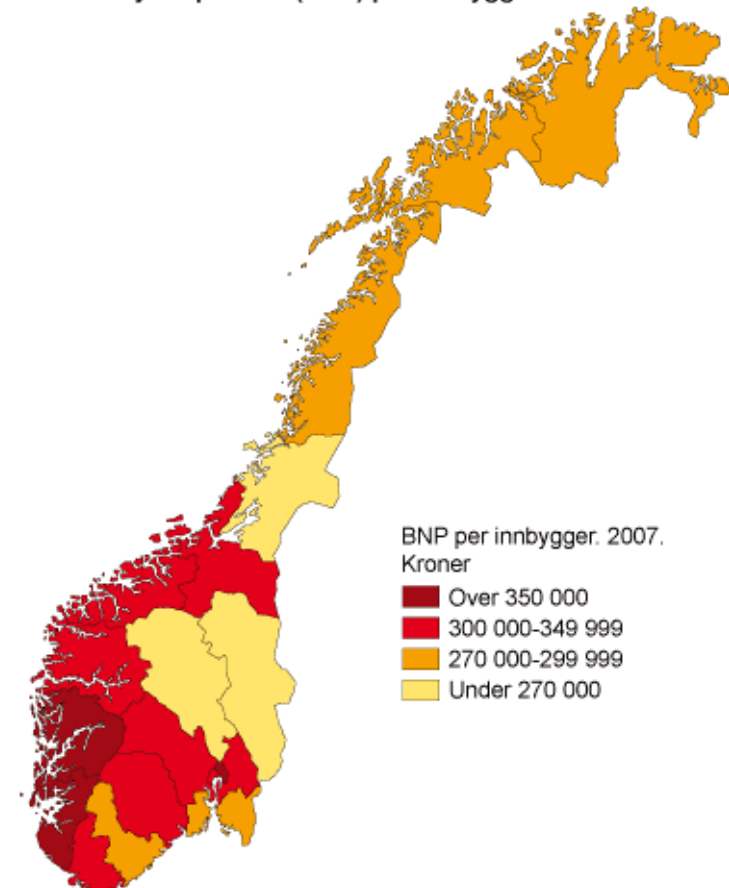 BNP per innbygger. 2007.
Kroner
Over 350 000
300 000-349 999
270 000-299 999
Under 270 000